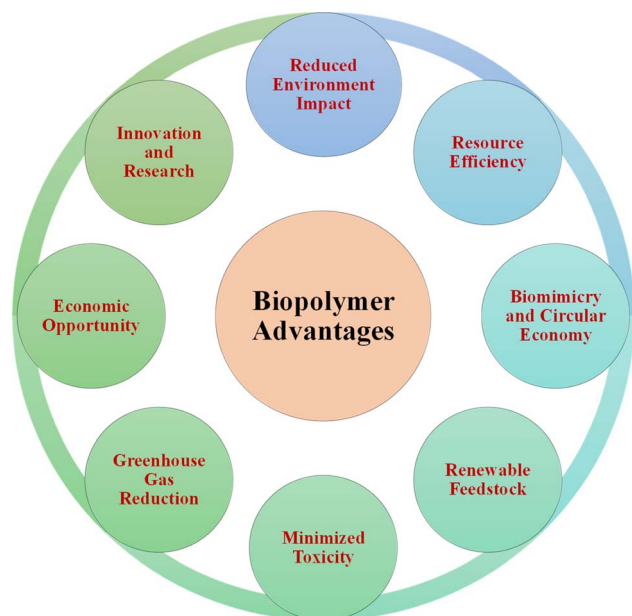 Reduced
Environment
Impact
Resource
Efficiency
Biomimicry
and Circular
Economy
Renewable
Feedstock
Minimized
Toxicity
Greenhouse
Gas
Reduction
Economic
Opportunity
Innovation
and
Research
Biopolymer
Advantages